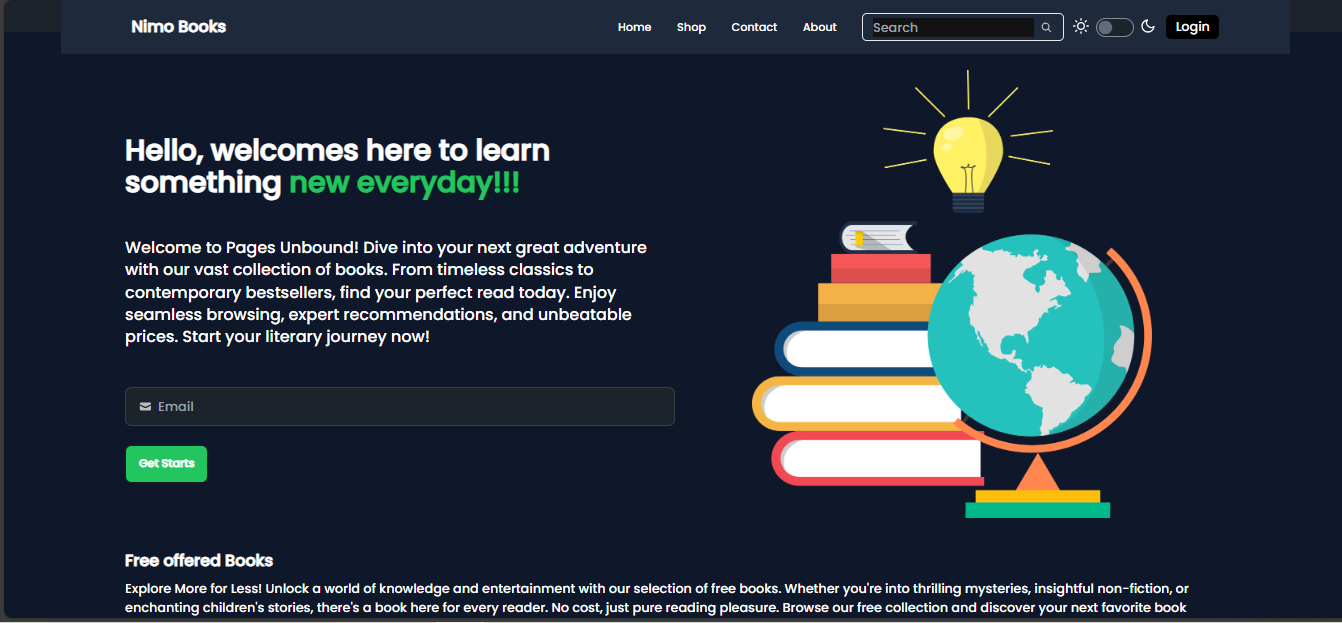 Nimo Books
Home Shop Contact About Search Login
Hello, welcomes here to learn
something new everyday!!!
Welcome to Pages Unbound! Dive into your next great adventure
with our vast collection of books. From timeless classics to
contemporary bestsellers, find your perfect read today. Enjoy
seamless browsing, expert recommendations, and unbeatable
prices. Start your literary journey now!
Email
Get Starts
Free offered Books
Explore More for Less! Unlock a world of knowledge and entertainment with our selection of free books. Whether you're into thrilling mysteries, insightful non-fiction, or
enchanting children's stories, there's a book here for every reader. No cost, just pure reading pleasure. Browse our free collection and discover your next favorite book